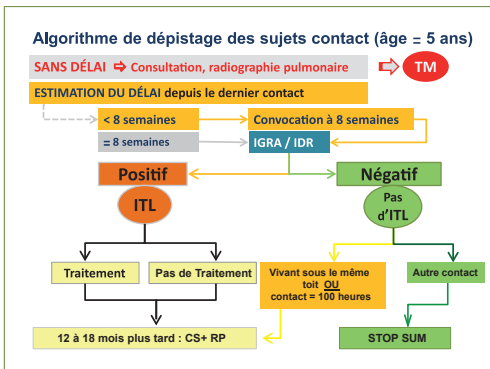 Algorithme de dépistage des sujets contact (âge = 5 ans)
SANS DÉLAI ⇨ Consultation, radiographie pulmonaire
TM
ESTIMATION DU DÉLAI depuis le dernier contact
< 8 semaines
Convocation à 8 semaines
= 8 semaines
IGRA / IDR
Positif
Négatif
ITL
Pas
d'ITL
Traitement
Pas de Traitement
Vivant sous le même
toit OU
contact = 100 heures
Autre contact
12 à 18 mois plus tard : CS+ RP
STOP SUM